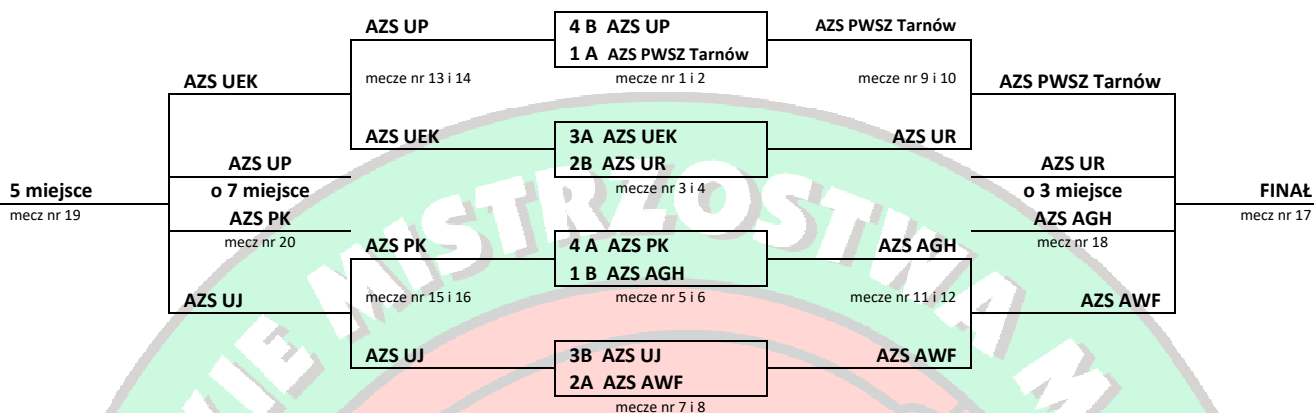 AZS UP 4 B AZS UP AZS PWSZ Tarnów
1 A AZS PWSZ Tarnów
AZS UEK mecze nr 13 i 14 mecze nr 1 i 2 mecze nr 9 i 10 AZS PWSZ Tarnów
AZS UEK 3A AZS UEK AZS UR
AZS UP 2B AZS UR AZS UR
5 miejsce o 7 miejsce mecze nr 3 i 4 o 3 miejsce FINAŁ
mecz nr 19 AZS PK AZS AGH mecz nr 17
mecz nr 20 AZS PK 4 A AZS PK AZS AGH mecz nr 18
1 B AZS AGH
AZS UJ mecze nr 15 i 16 mecze nr 5 i 6 mecze nr 11 i 12 AZS AWF
AZS UJ 3B AZS UJ AZS AWF
2A AZS AWF
mecze nr 7 i 8
KIE MISTRZOSTWA M